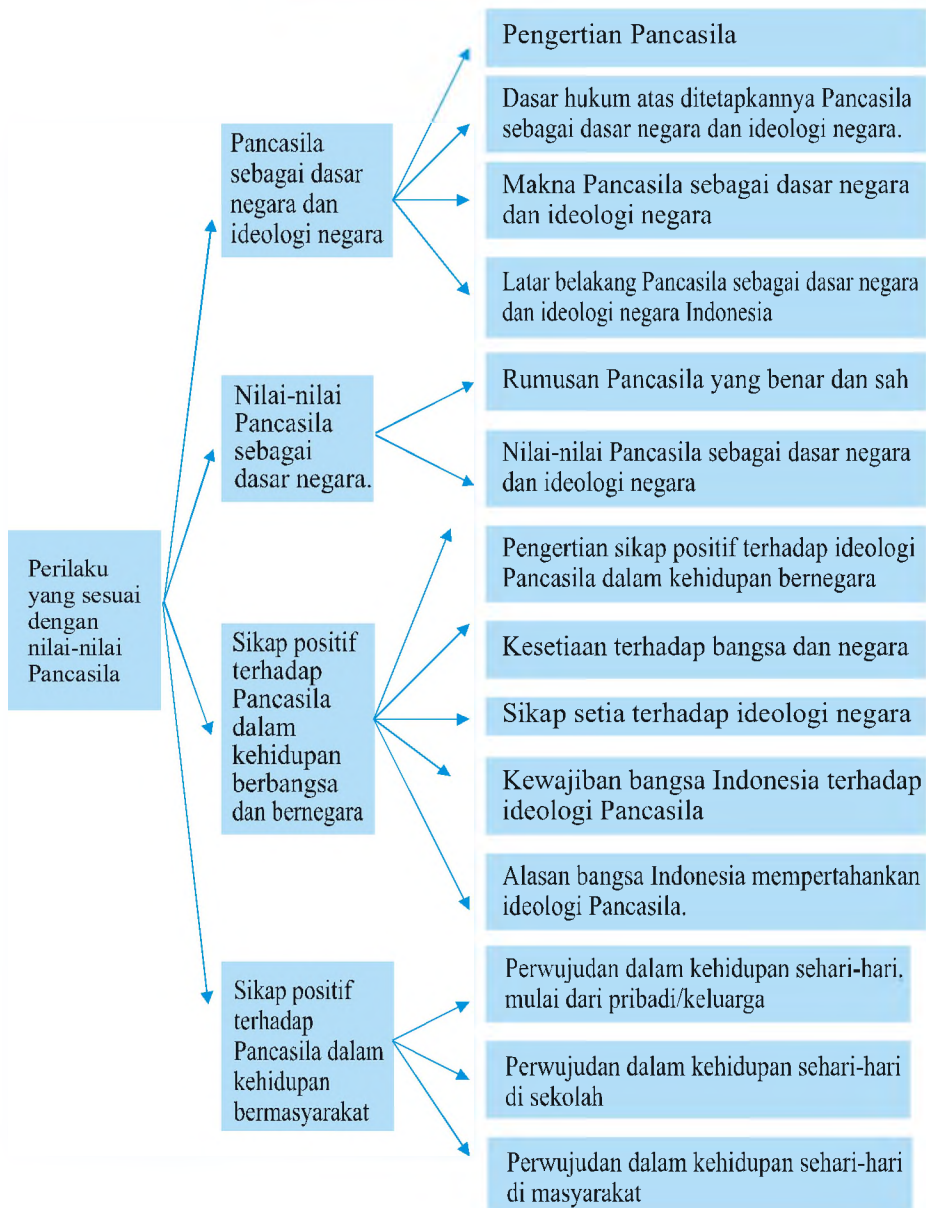 Perilaku
yang sesuai
dengan
nilai-nilai
Pancasila
Pancasila
sebagai dasar
negara dan
ideologi negara
Pengertian Pancasila
Dasar hukum atas ditetapkannya Pancasila
sebagai dasar negara dan ideologi negara.
Makna Pancasila sebagai dasar negara
dan ideologi negara
Latar belakang Pancasila sebagai dasar negara
dan ideologi negara Indonesia
Nilai-nilai
Pancasila
sebagai
dasar negara.
Rumusan Pancasila yang benar dan sah
Nilai-nilai Pancasila sebagai dasar negara
dan ideologi negara
Sikap positif
terhadap
Pancasila
dalam
kehidupan
berbangsa
dan bernegara
Pengertian sikap positif terhadap ideologi
Pancasila dalam kehidupan bernegara
Kesetiaan terhadap bangsa dan negara
Sikap setia terhadap ideologi negara
Kewajiban bangsa Indonesia terhadap
ideologi Pancasila
Alasan bangsa Indonesia mempertahankan
ideologi Pancasila.
Sikap positif
terhadap
Pancasila dalam
kehidupan
bermasyarakat
Perwujudan dalam kehidupan sehari-hari.
mulai dari pribadi/keluarga
Perwujudan dalam kehidupan sehari-hari
di sekolah
Perwujudan dalam kehidupan sehari-hari
di masyarakat